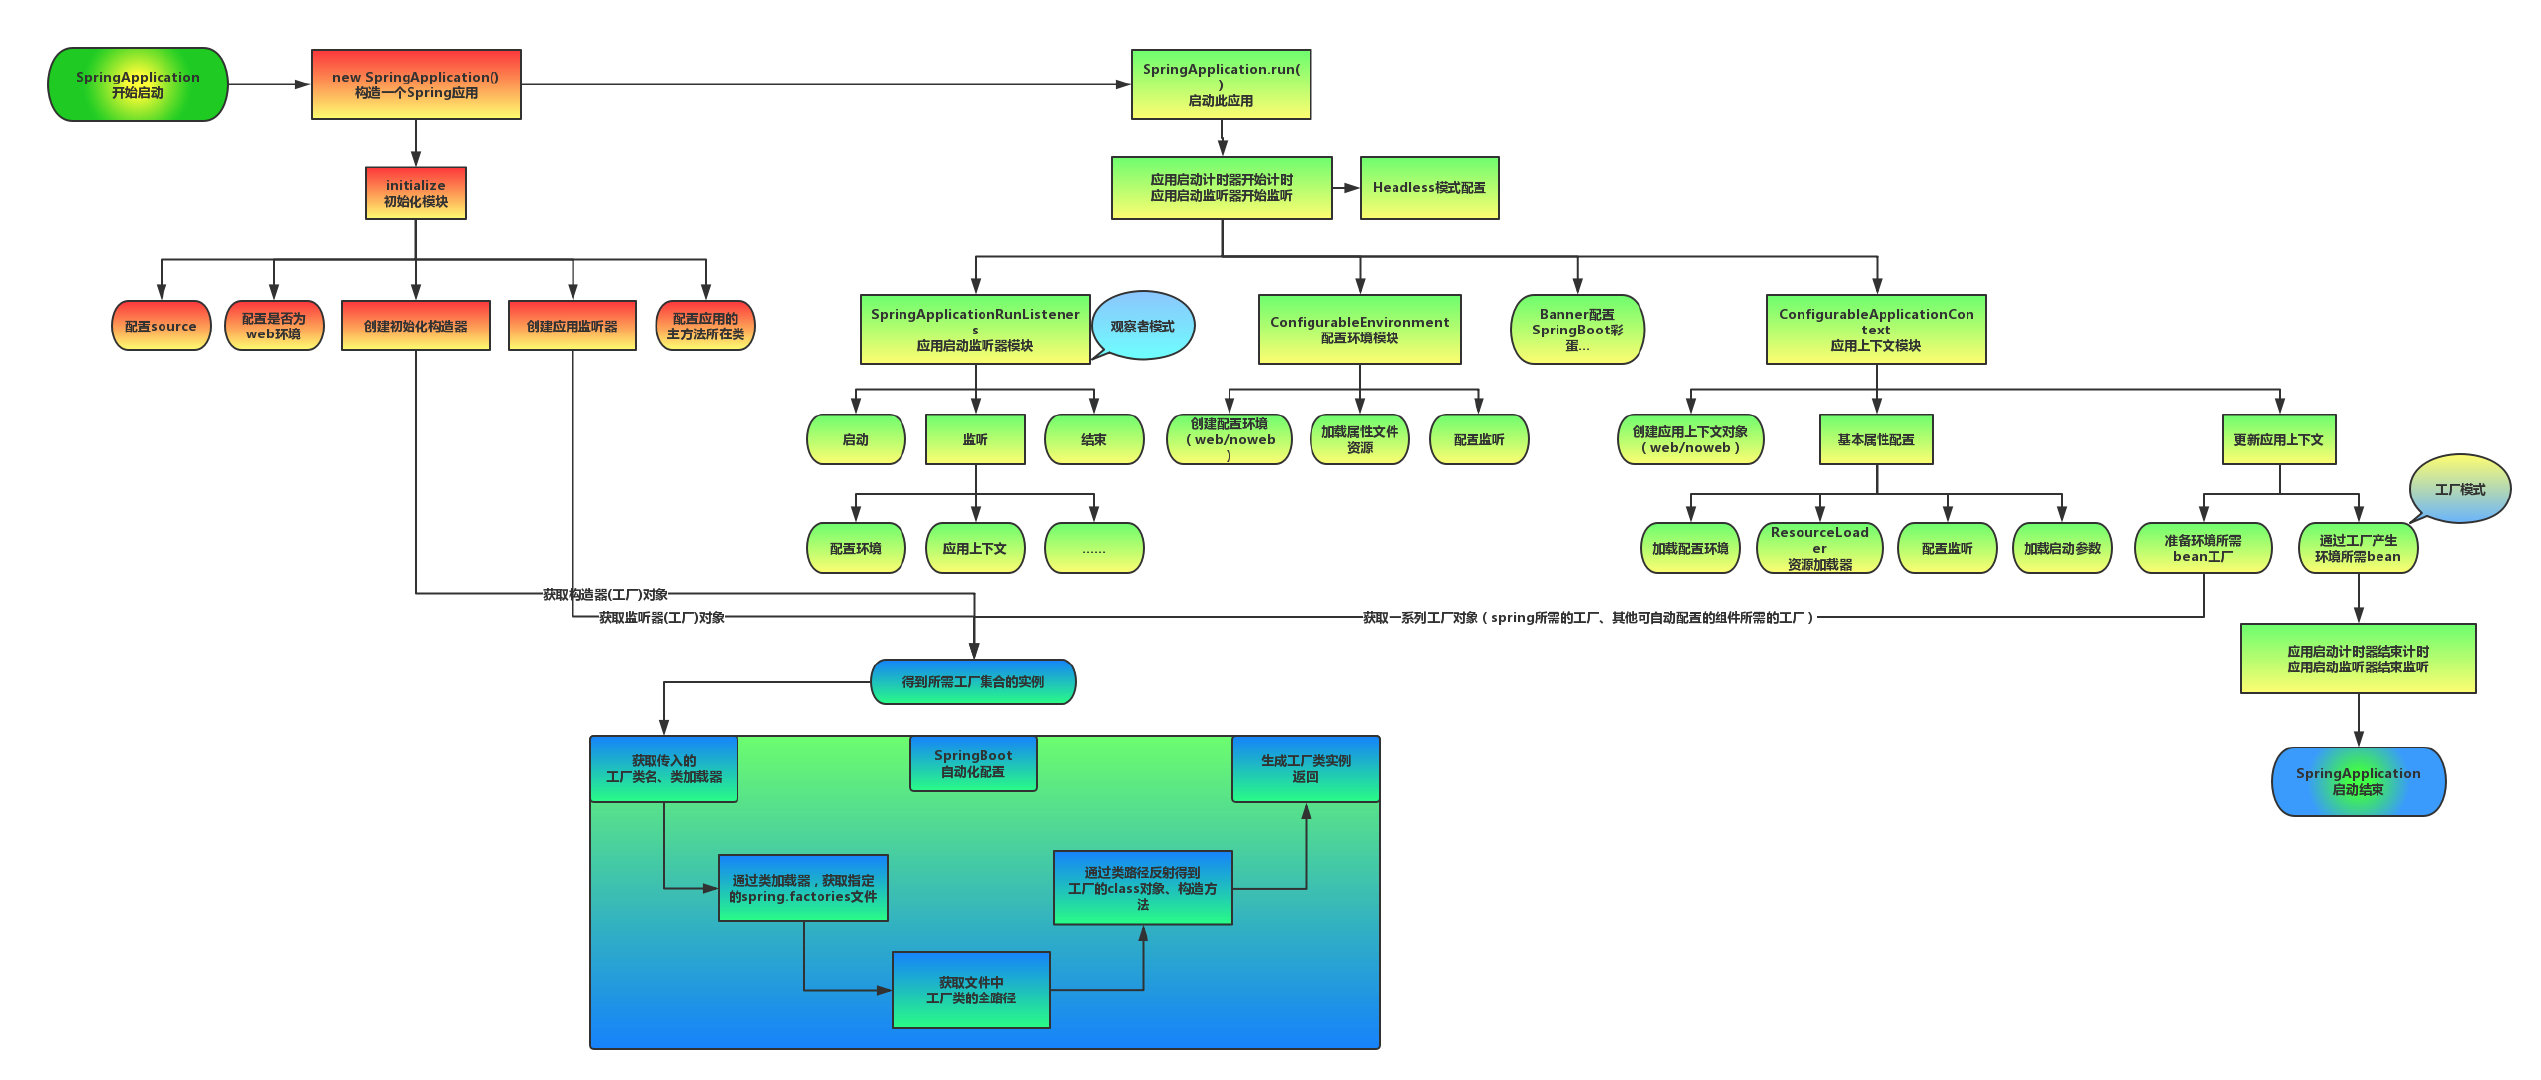 SpringApplication
开始启动
new SpringApplication()
构造一个Spring应用
SpringApplication.run(
)
启动此应用
initialize
初始化模块
应用启动计时器开始计时
应用启动监听器开始监听
Headless模式配置
配置source
配置是否为
web环境
创建初始化构造器
创建应用监听器
配置应用的
主方法所在类
SpringApplicationRunListener
s
应用启动监听器模块
观察者模式
ConfigurableEnvironment
配置环境模块
Banner配置
SpringBoot彩
蛋...
ConfigurableApplicationCon
text
应用上下文模块
启动
监听
结束
创建配置环境
（web/noweb
）
加载属性文件
资源
配置监听
创建应用上下文对象
（web/noweb）
基本属性配置
更新应用上下文
工厂模式
配置环境
应用上下文
......
加载配置环境
ResourceLoad
er
资源加载器
配置监听
加载启动参数
准备环境所需
bean工厂
通过工厂产生
环境所需bean
获取构造器(工厂)对象
获取监听器(工厂)对象
获取一系列工厂对象（spring所需的工厂、其他可自动配置的组件所需的工厂）
应用启动计时器结束计时
应用启动监听器结束监听
得到所需工厂集合的实例
获取传入的
工厂类名、类加载器
SpringBoot
自动化配置
生成工厂类实例
返回
SpringApplication
启动结束
通过类加载器，获取指定
的spring.factories文件
通过类路径反射得到
工厂的class对象、构造方
法
获取文件中
工厂类的全路径